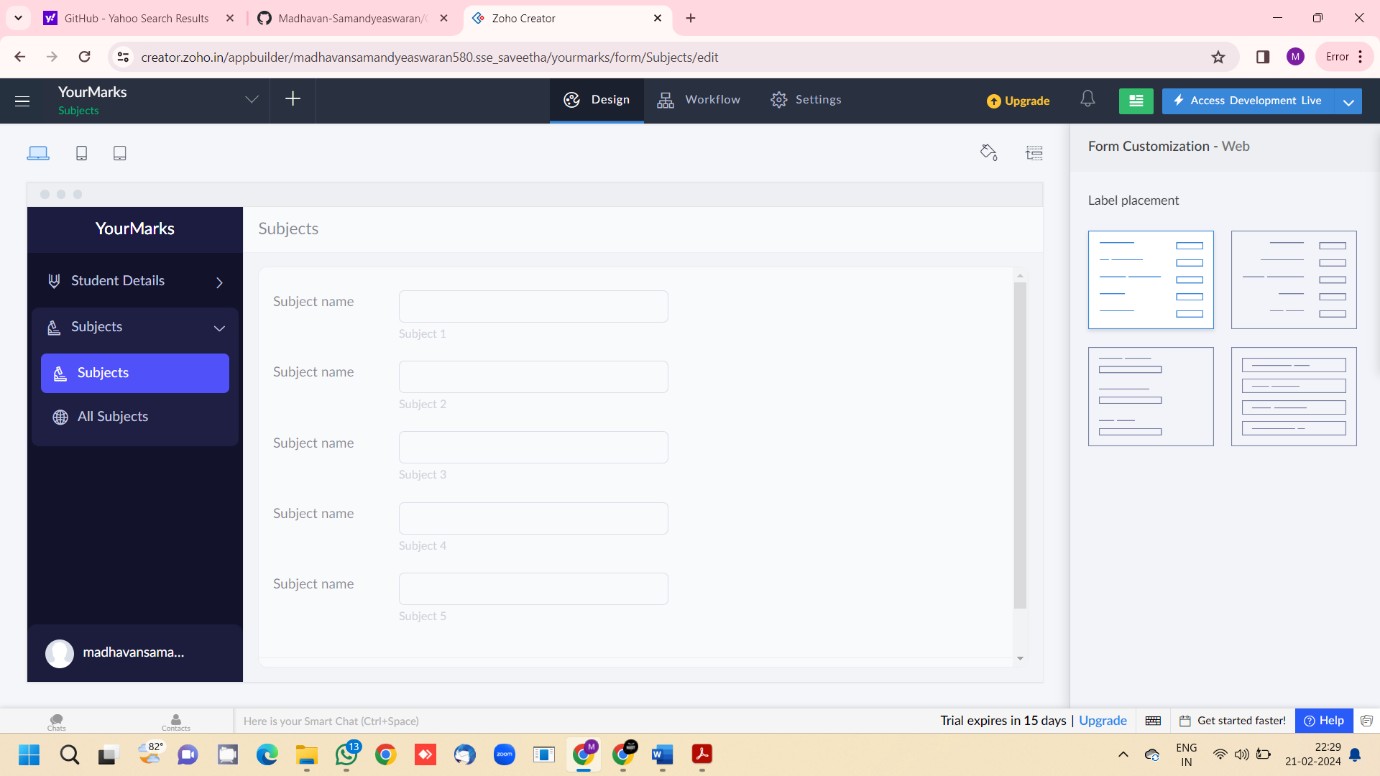 GitHub - Yahoo Search Results
Madhavan-Samandyeaswaran/
Zoho Creator
creator.zoho.in/appbuilder/madhavansamandyeaswaran580.sse_saveetha/yourmarks/form/Subjects/edit
M
Error
YourMarks
Subjects
Design
Workflow
Settings
Upgrade
Access Development Live
Form Customization - Web
Label placement
YourMarks
Student Details
Subjects
Subjects
All Subjects
madhavansama...
Subjects
Subject name
Subject 1
Subject name
Subject 2
Subject name
Subject 3
Subject name
Subject 4
Subject name
Subject 5
Chats
Contacts
Here is your Smart Chat (Ctrl+Space)
Trial expires in 15 days | Upgrade
Get started faster!
Help
82°
13
zoom
M
ENG
IN
22:29
21-02-2024